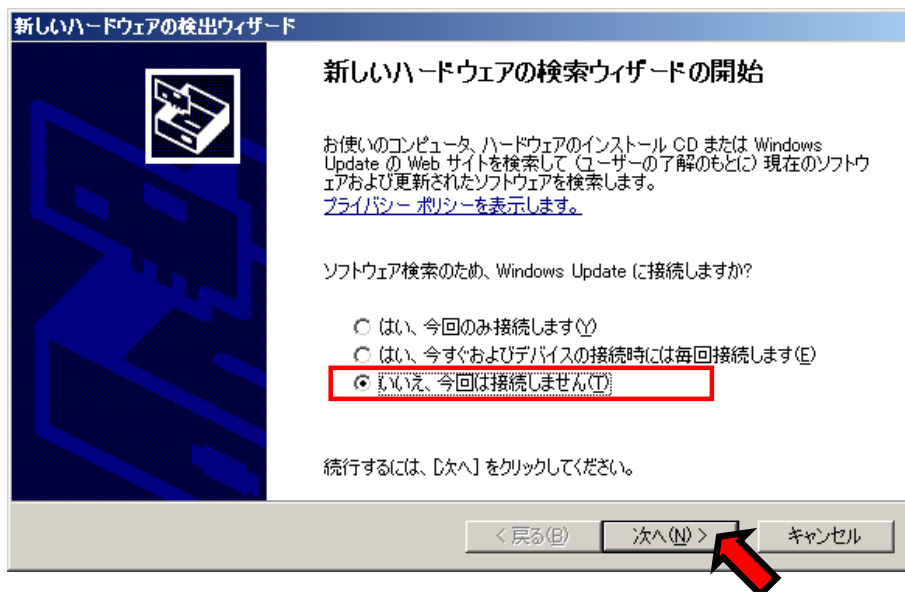 新しいハードウェアの検出ウィザード
新しいハードウェアの検索ウィザードの開始
お使いのコンピュータ、ハードウェアのインストール CD または Windows
Update の Web サイトを検索して (ユーザーの了解のもとに) 現在のソフトウ
ェアおよび更新されたソフトウェアを検索します。
プライバシー ポリシーを表示します。
ソフトウェア検索のため、Windows Update に接続しますか?
はい、今回のみ接続します(Y)
はい、今すぐおよびデバイスの接続時には毎回接続します(E)
いいえ、今回は接続しません(T)
続行するには、[次へ] をクリックしてください。
< 戻る(B) 次へ(N) > キャンセル